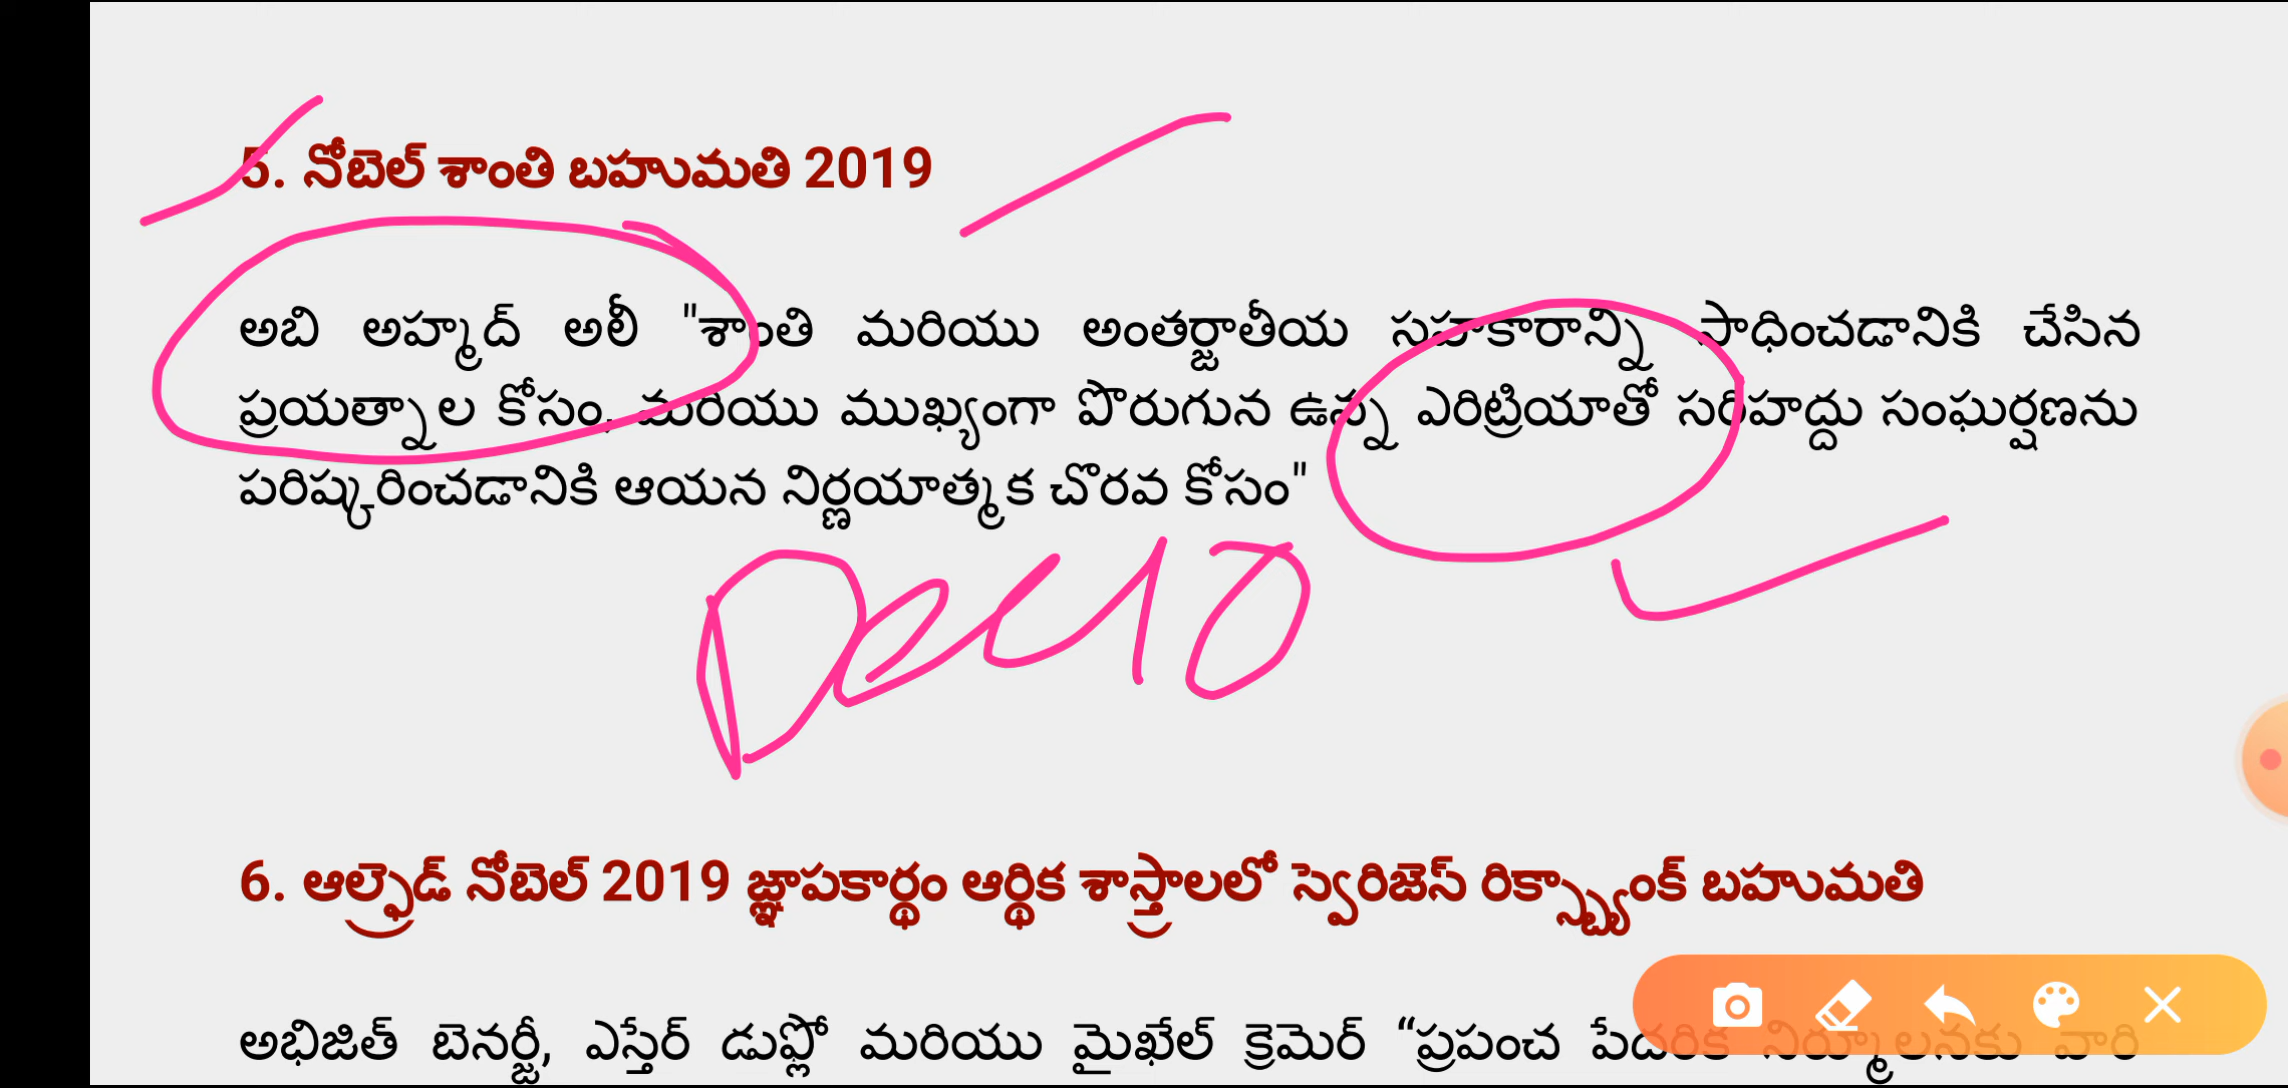 5. నోబెల్ శాంతి బహుమతి 2019
అబి అహ్మద్ అలీ "శాంతి మరియు అంతర్జాతీయ సహకారాన్ని సాధించడానికి చేసిన
ప్రయత్నాల కోసం, మరియు ముఖ్యంగా పొరుగున ఉన్న ఎరిట్రియాతో సరిహద్దు సంఘర్షణను
పరిష్కరించడానికి ఆయన నిర్ణయాత్మక చొరవ కోసం"
6. ఆల్ఫ్రెడ్ నోబెల్ 2019 జ్ఞాపకార్థం ఆర్థిక శాస్త్రాలలో స్వెరిజెస్ రిక్స్బ్యాంక్ బహుమతి
అభిజిత్ బెనర్జీ, ఎస్తేర్ డుఫ్లో మరియు మైఖేల్ క్రెమెర్ “ప్రపంచ పేదరిక నిర్మూలనకు వారి